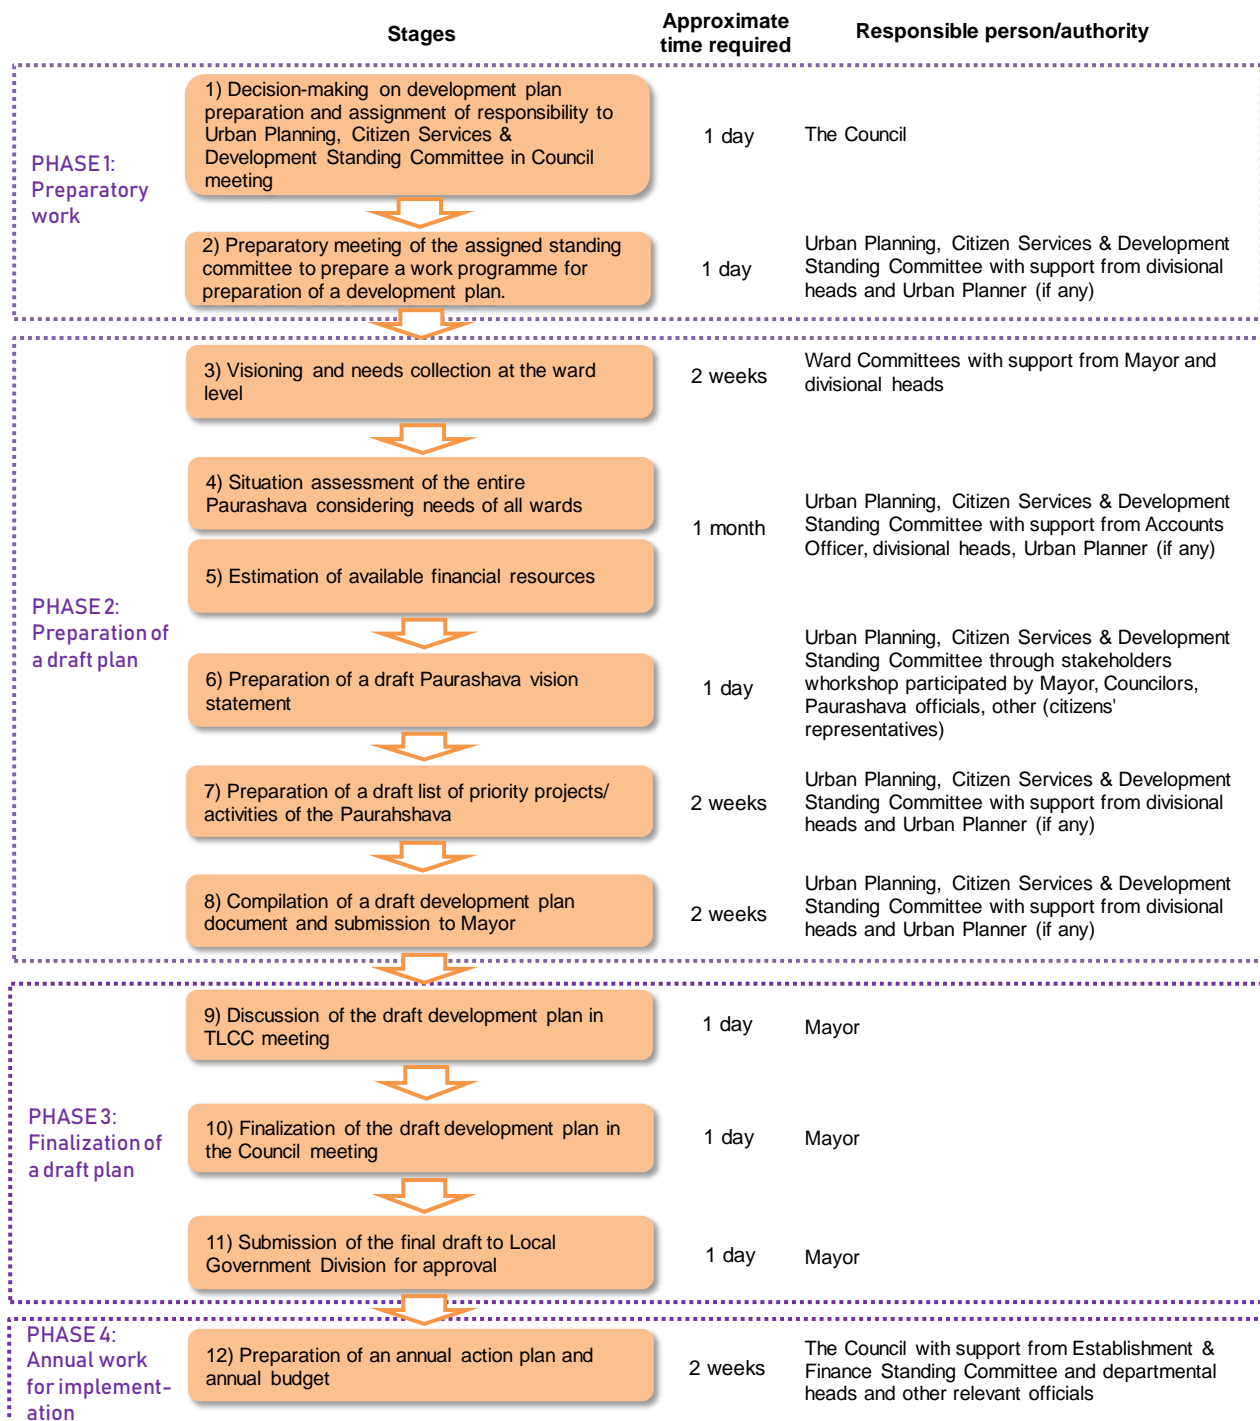 Stages
Approximate
time required
Responsible person/authority
PHASE 1:
Preparatory
work
1) Decision-making on development plan
preparation and assignment of responsibility to
Urban Planning, Citizen Services &
Development Standing Committee in Council
meeting
1 day
The Council
2) Preparatory meeting of the assigned standing
committee to prepare a work programme for
preparation of a development plan.
1 day
Urban Planning, Citizen Services & Development
Standing Committee with support from divisional
heads and Urban Planner (if any)
PHASE 2:
Preparation of
a draft plan
3) Visioning and needs collection at the ward
level
2 weeks
Ward Committees with support from Mayor and
divisional heads
4) Situation assessment of the entire
Paurashava considering needs of all wards
5) Estimation of available financial resources
1 month
Urban Planning, Citizen Services & Development
Standing Committee with support from Accounts
Officer, divisional heads, Urban Planner (if any)
6) Preparation of a draft Paurashava vision
statement
1 day
Urban Planning, Citizen Services & Development
Standing Committee through stakeholders
whorkshop participated by Mayor, Councilors,
Paurashava officials, other (citizens'
representatives)
7) Preparation of a draft list of priority projects/
activities of the Paurahshava
2 weeks
Urban Planning, Citizen Services & Development
Standing Committee with support from divisional
heads and Urban Planner (if any)
8) Compilation of a draft development plan
document and submission to Mayor
2 weeks
Urban Planning, Citizen Services & Development
Standing Committee with support from divisional
heads and Urban Planner (if any)
PHASE 3:
Finalization of
a draft plan
9) Discussion of the draft development plan in
TLCC meeting
1 day
Mayor
10) Finalization of the draft development plan in
the Council meeting
1 day
Mayor
11) Submission of the final draft to Local
Government Division for approval
1 day
Mayor
PHASE 4:
Annual work
for implement-
ation
12) Preparation of an annual action plan and
annual budget
2 weeks
The Council with support from Establishment &
Finance Standing Committee and departmental
heads and other relevant officials